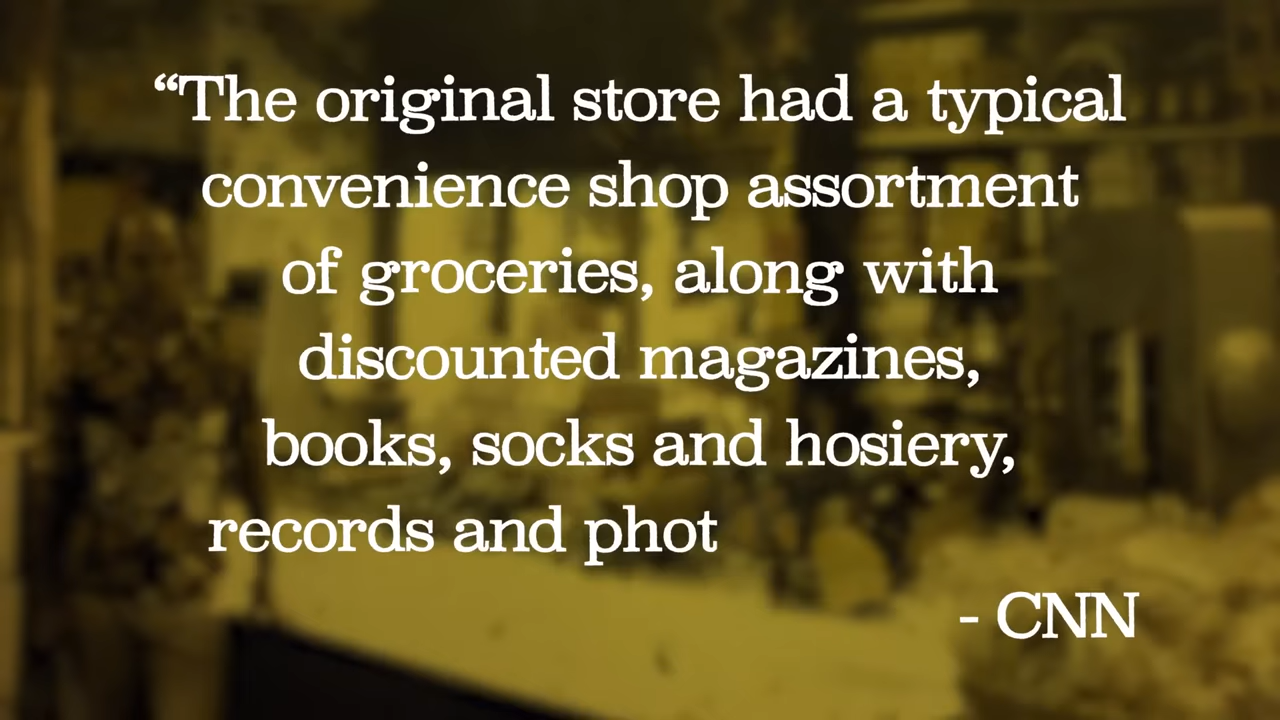 “The original store had a typical
convenience shop assortment
of groceries, along with
discounted magazines,
books, socks and hosiery,
records and phot
- CNN